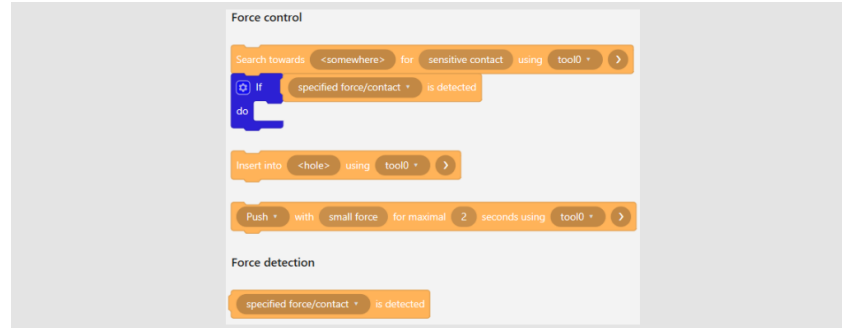 Force control
Search towards <somewhere> for sensitive contact using tool0
If specified force/contact is detected
do
Insert into <hole> using tool0
Push with small force for maximal 2 seconds using tool0
Force detection
specified force/contact is detected